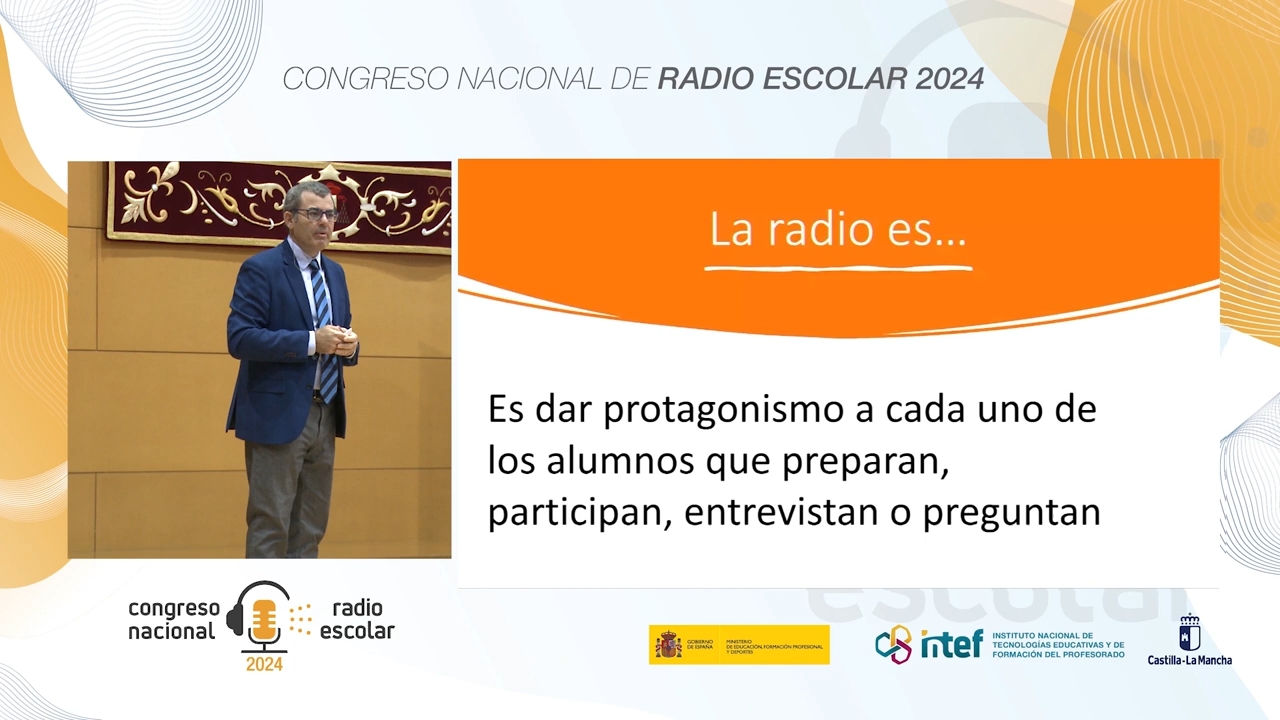 CONGRESO NACIONAL DE RADIO ESCOLAR 2024
La radio es...
Es dar protagonismo a cada uno de
los alumnos que preparan,
participan, entrevistan o preguntan
congreso
nacional
radio
escolar
2024
GOBIERNO
DE ESPAÑA
MINISTERIO
DE EDUCACIÓN, FORMACIÓN PROFESIONAL
Y DEPORTES
intef
INSTITUTO NACIONAL DE
TECNOLOGÍAS EDUCATIVAS Y DE
FORMACIÓN DEL PROFESORADO
Castilla-La Mancha
escolar